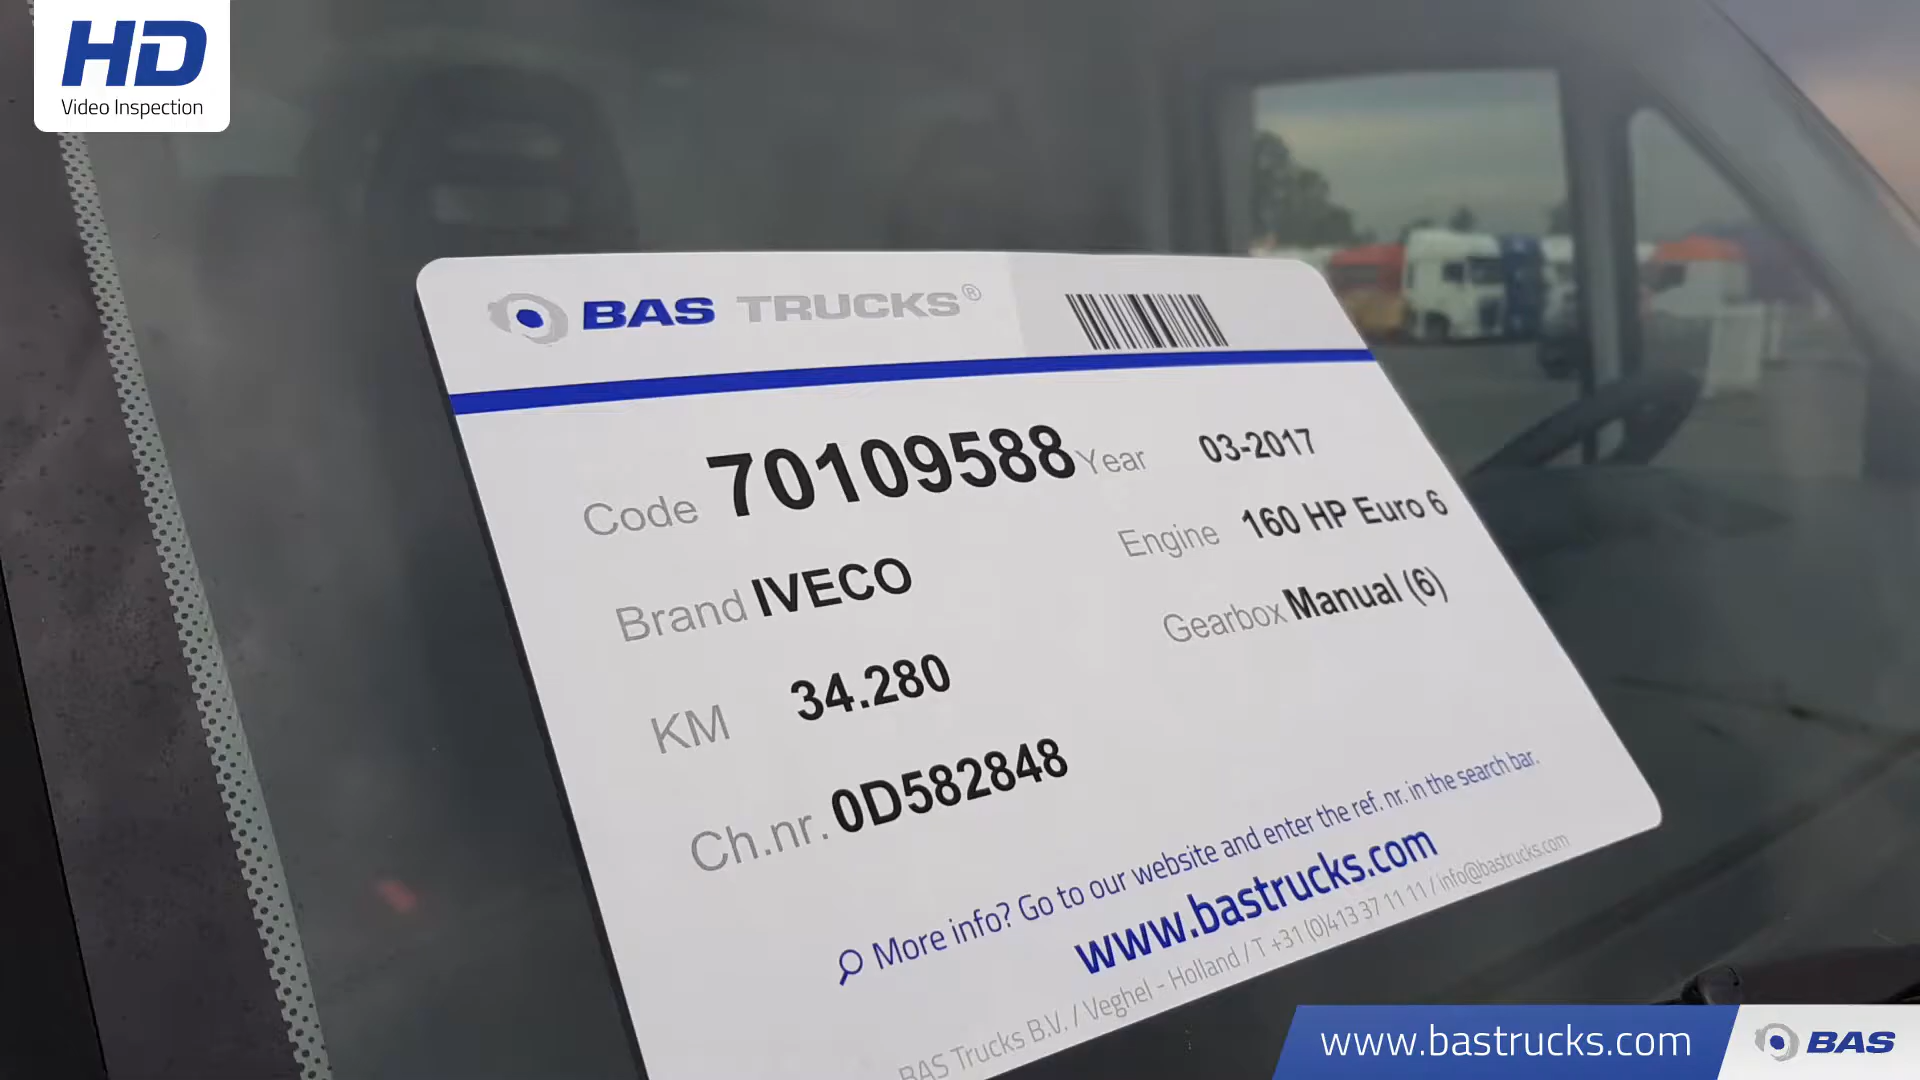 HD
Video Inspection
BAS TRUCKS®
Code 70109588 Year 03-2017
Engine 160 HP Euro 6
Brand IVECO
Gearbox Manual (6)
KM 34.280
Ch.nr. 0D582848
More info? Go to our website and enter the ref. nr. in the search bar.
www.bastrucks.com
BAS Trucks B.V. / Veghel - Holland / T +31 (0)413 37 11 11 / info@bastrucks.com
www.bastrucks.com BAS